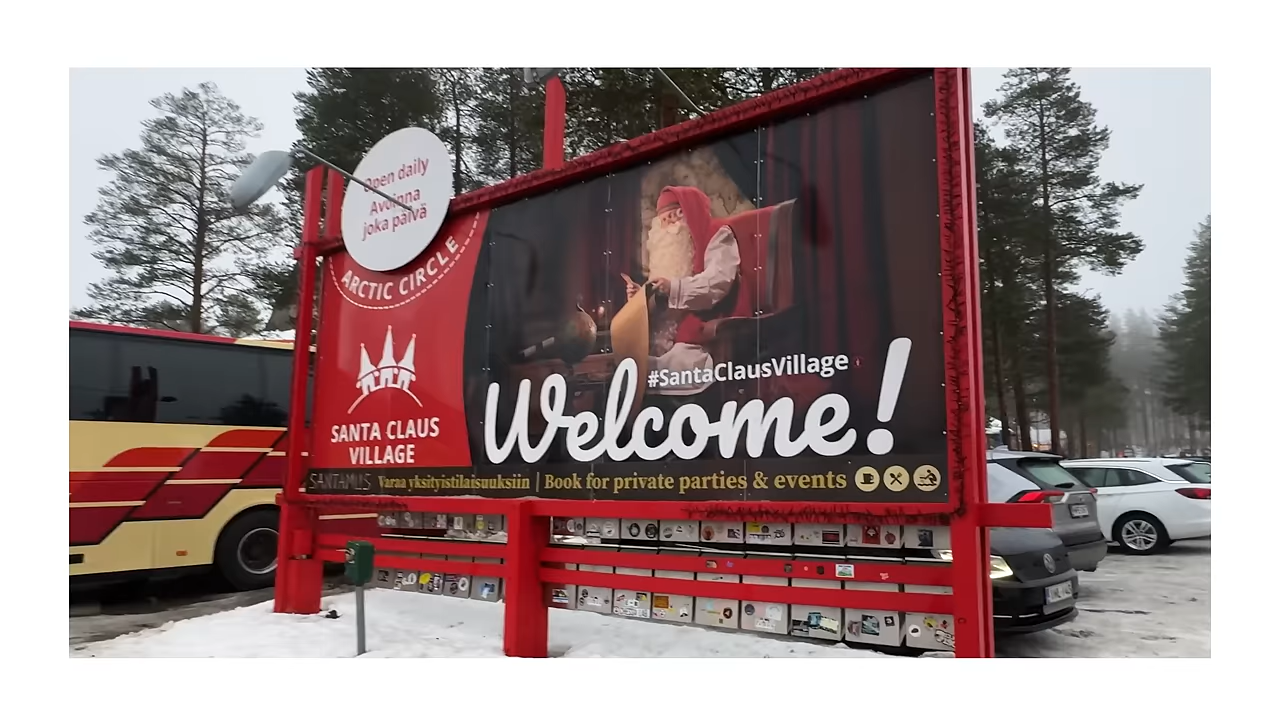 Open daily
Avoinna
joka päivä
ARCTIC CIRCLE
SANTA CLAUS
VILLAGE
#SantaClausVillage
Welcome!
SANTAMUS Varaa yksityistilaisuuksiin | Book for private parties & events